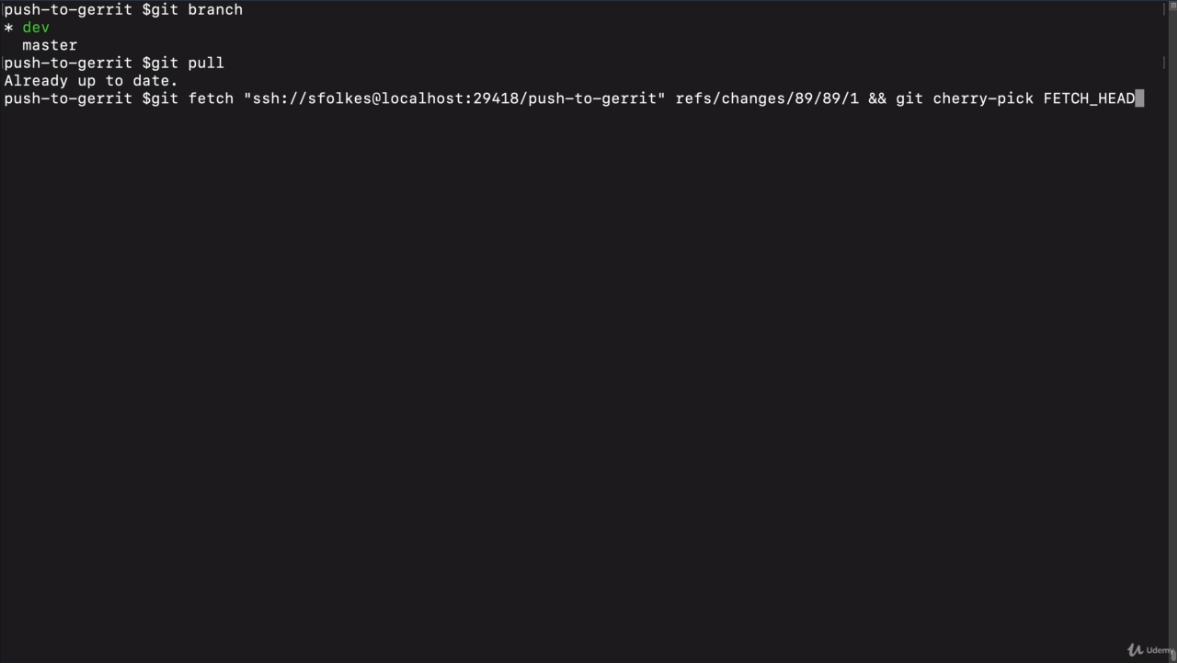 push-to-gerrit $git branch
* dev
  master
push-to-gerrit $git pull
Already up to date.
push-to-gerrit $git fetch "ssh://sfolkes@localhost:29418/push-to-gerrit" refs/changes/89/89/1 && git cherry-pick FETCH_HEAD
Udemy